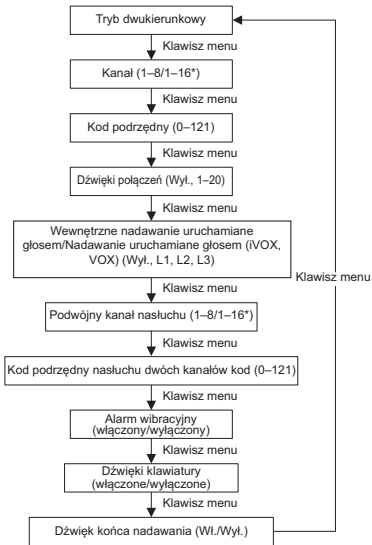 Tryb dwukierunkowy
Klawisz menu
Kanał (1–8/1–16*)
Klawisz menu
Kod podrzędny (0–121)
Klawisz menu
Dźwięki połączeń (Wył., 1–20)
Klawisz menu
Wewnętrzne nadawanie uruchamiane
głosem/Nadawanie uruchamiane głosem (iVOX,
VOX) (Wył., L1, L2, L3)
Klawisz menu
Klawisz menu
Podwójny kanał nasłuchu (1–8/1–16*)
Klawisz menu
Kod podrzędny nasłuchu dwóch kanałów kod (0–121)
Klawisz menu
Alarm wibracyjny
(włączony/wyłączony)
Klawisz menu
Dźwięki klawiatury
(włączone/wyłączone)
Klawisz menu
Dźwięk końca nadawania (Wł./Wył.)